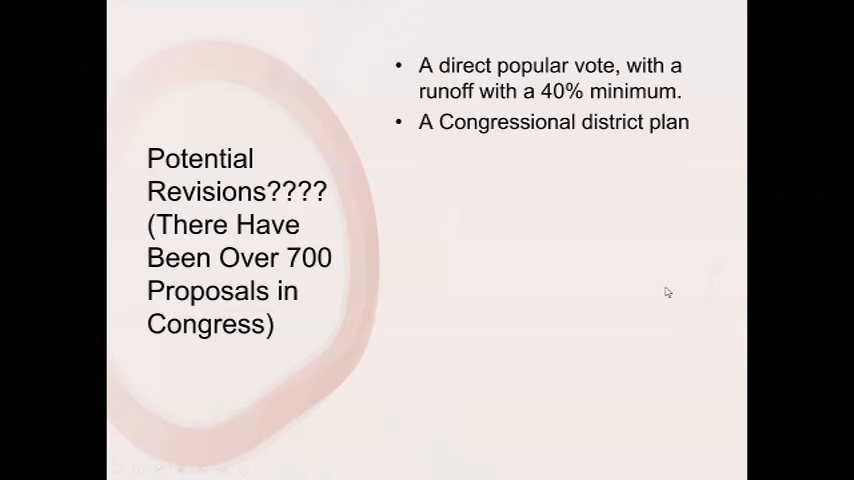 Potential
Revisions????
(There Have
Been Over 700
Proposals in
Congress)
• A direct popular vote, with a
runoff with a 40% minimum.
• A Congressional district plan